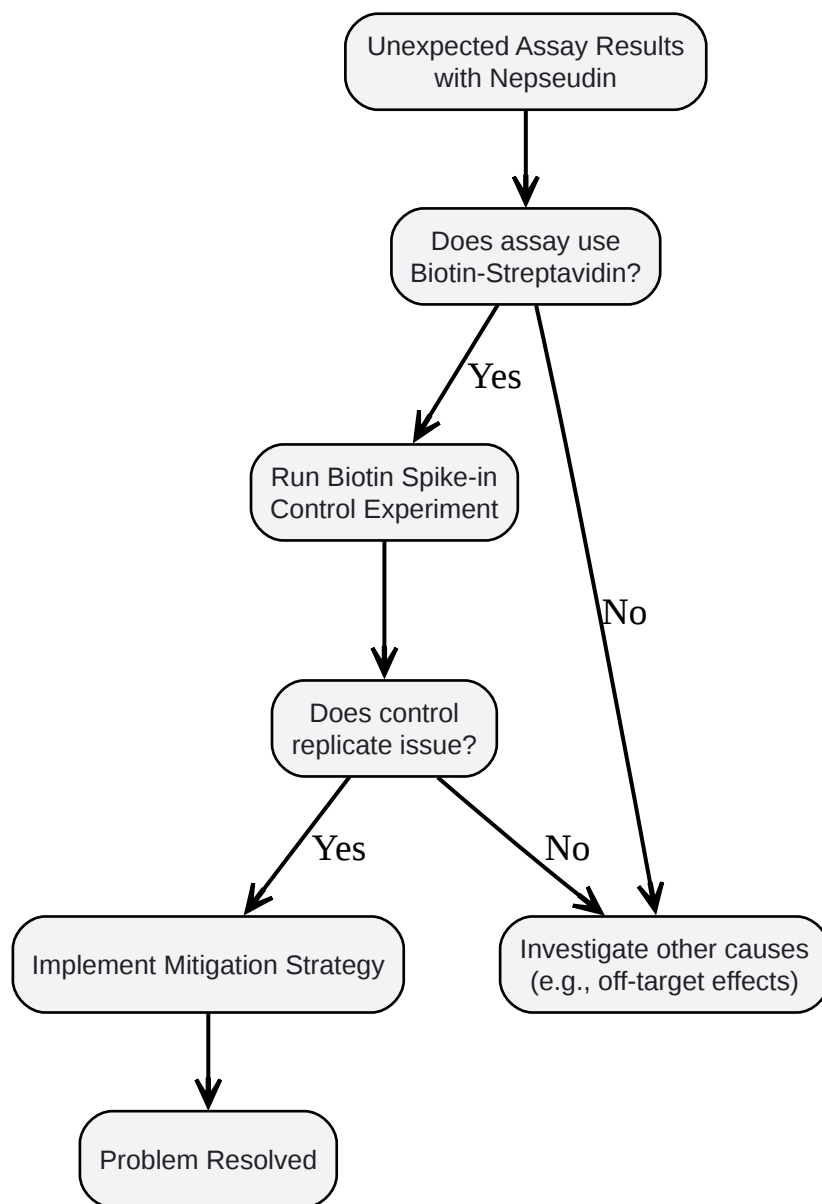 Unexpected Assay Results
with Nepseudin
Does assay use
Biotin-Streptavidin?
Yes
Run Biotin Spike-in
Control Experiment
No
Does control
replicate issue?
Yes
No
Implement Mitigation Strategy
Investigate other causes
(e.g., off-target effects)
Problem Resolved